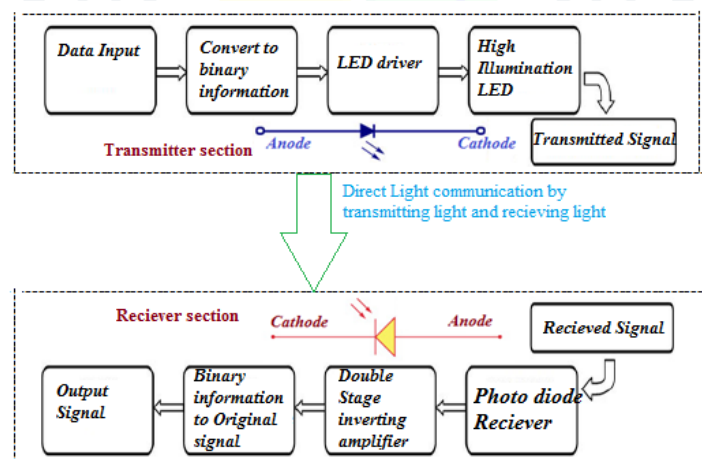 Data Input
Convert to
binary
information
LED driver
High
Illumination
LED
Transmitted Signal
Anode
Cathode
Transmitter section
Direct Light communication by
transmitting light and recieving light
Reciever section
Cathode
Anode
Recieved Signal
Output
Signal
Binary
information
to Original
signal
Double
Stage
inverting
amplifier
Photo diode
Reciever